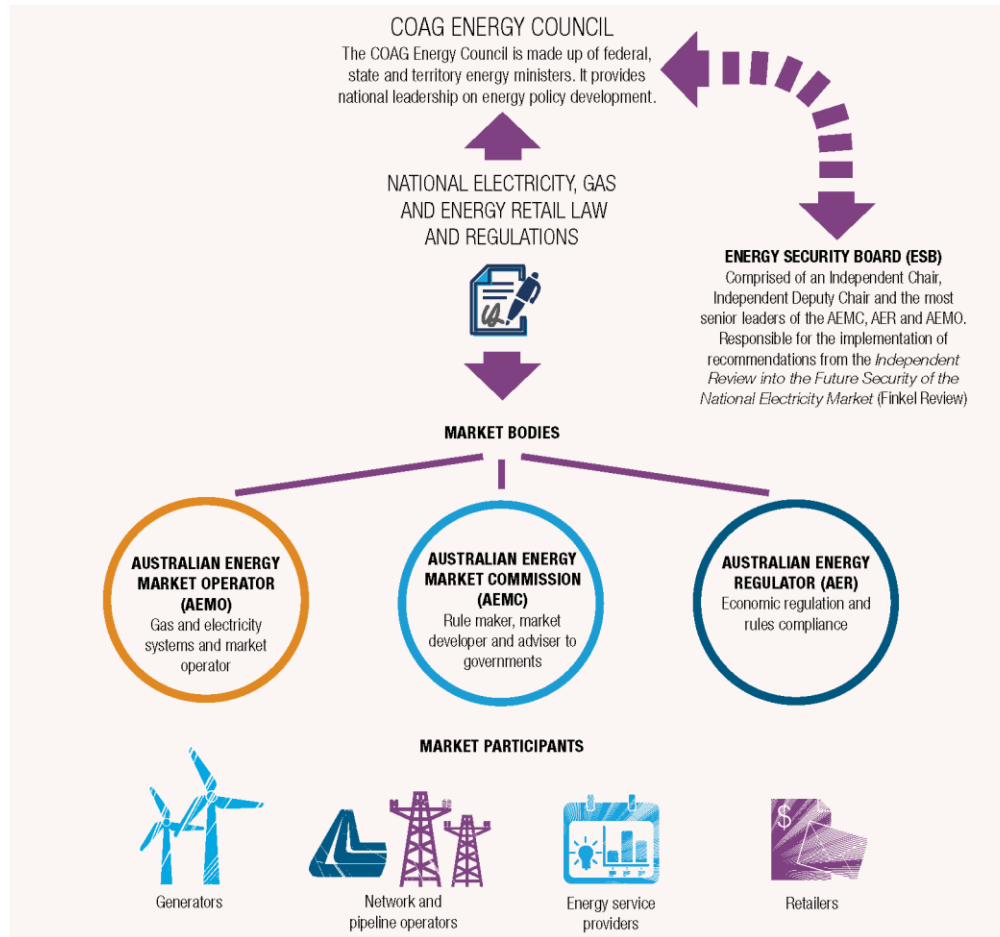 COAG ENERGY COUNCIL
The COAG Energy Council is made up of federal,
state and territory energy ministers. It provides
national leadership on energy policy development.
NATIONAL ELECTRICITY, GAS
AND ENERGY RETAIL LAW
AND REGULATIONS
ENERGY SECURITY BOARD (ESB)
Comprised of an Independent Chair,
Independent Deputy Chair and the most
senior leaders of the AEMC, AER and AEMO.
Responsible for the implementation of
recommendations from the Independent
Review into the Future Security of the
National Electricity Market (Finkel Review)
MARKET BODIES
AUSTRALIAN ENERGY
MARKET OPERATOR
(AEMO)
Gas and electricity
systems and market
operator
AUSTRALIAN ENERGY
MARKET COMMISSION
(AEMC)
Rule maker, market
developer and adviser to
governments
AUSTRALIAN ENERGY
REGULATOR (AER)
Economic regulation and
rules compliance
MARKET PARTICIPANTS
$
Generators
Network and
pipeline operators
Energy service
providers
Retailers